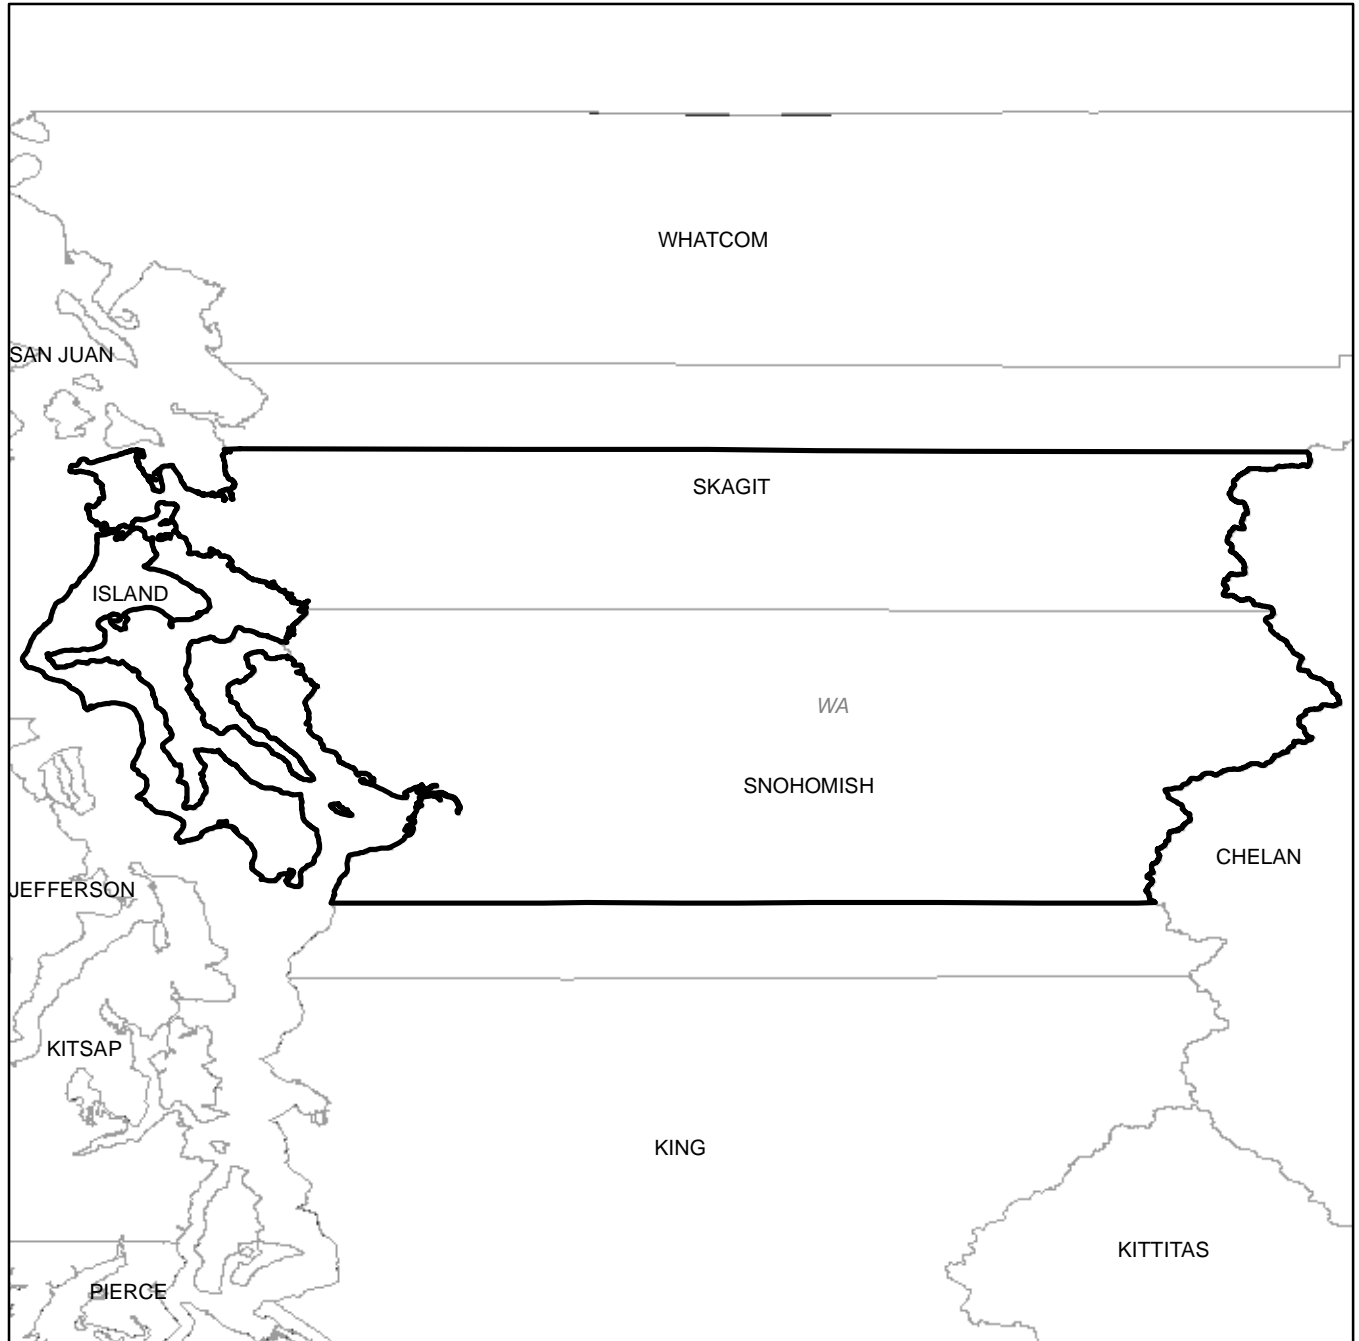 WHATCOM
SAN JUAN
SKAGIT
ISLAND
WA
SNOHOMISH
CHELAN
JEFFERSON
KITSAP
KING
KITTITAS
PIERCE